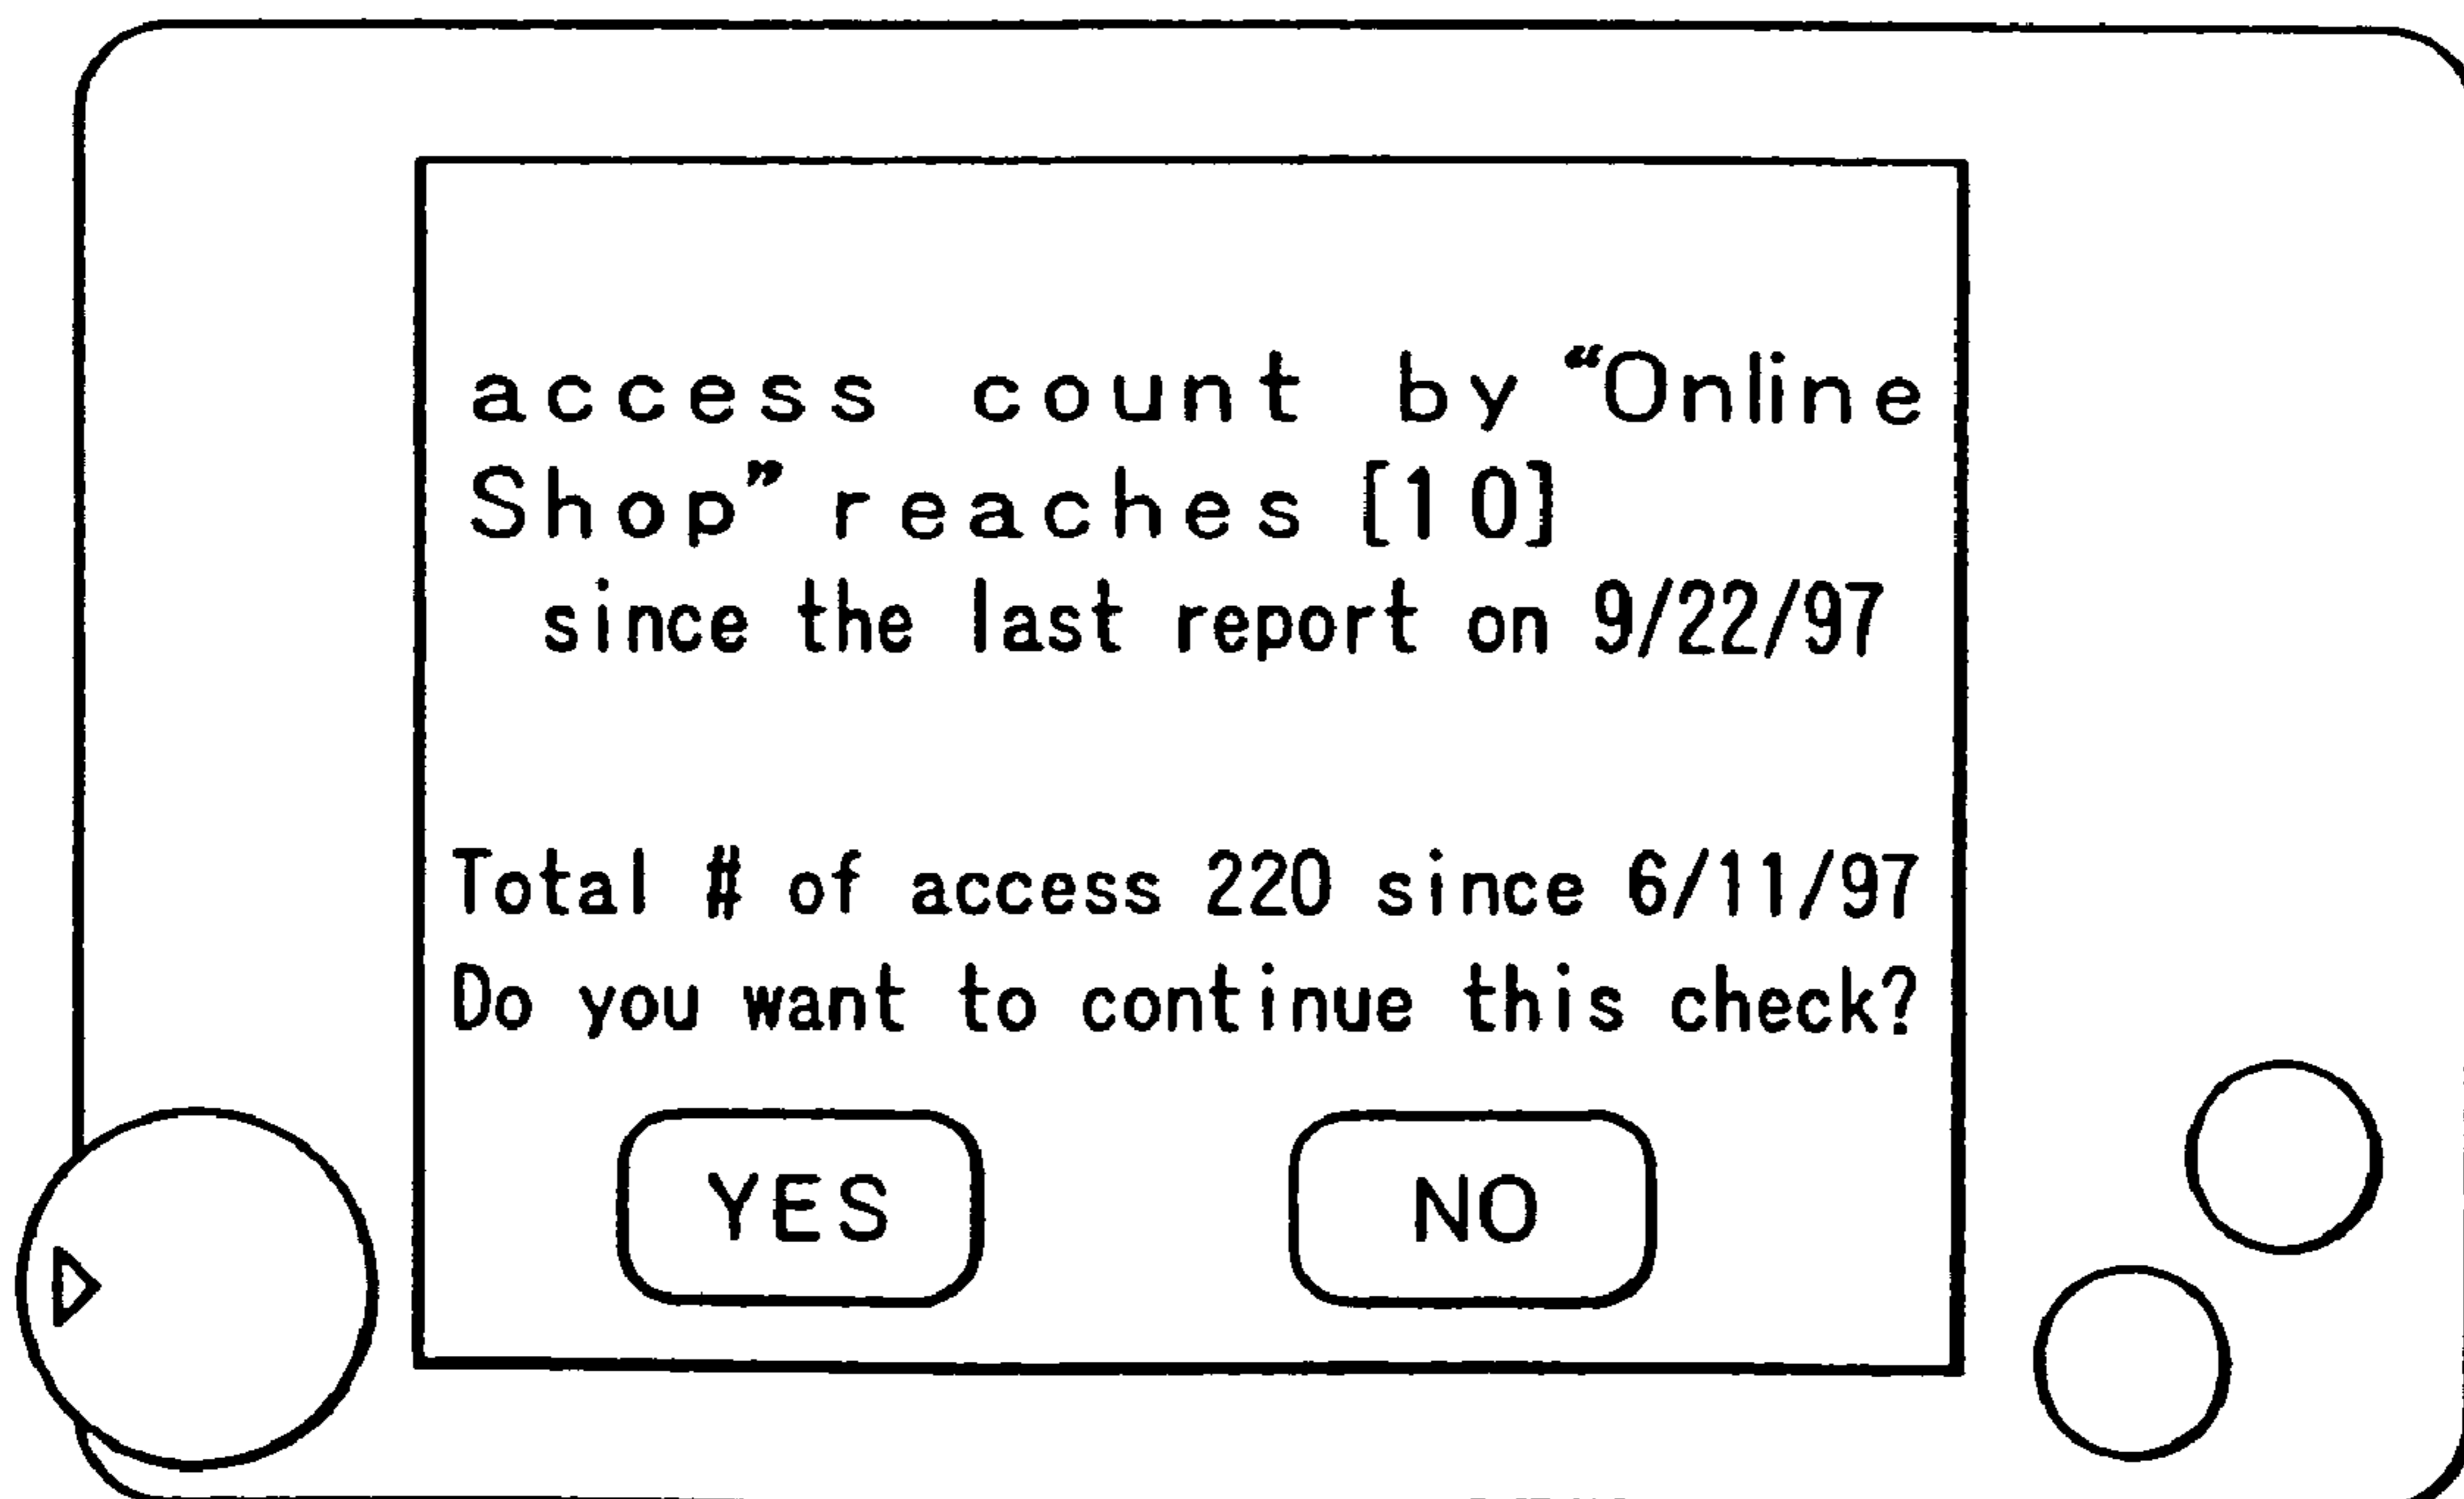 access count by “Online
Shop” reaches [10]
since the last report on 9/22/97
Total # of access 220 since 6/11/97
Do you want to continue this check?
YES NO